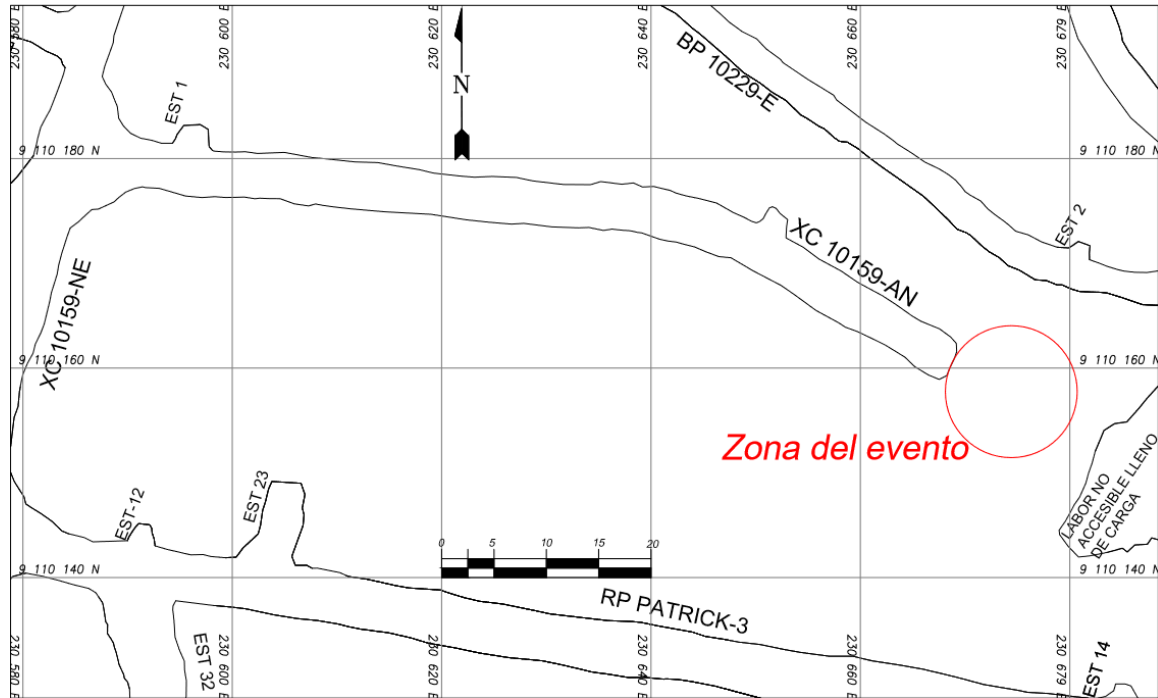 230 580 E
230 600 E
230 620 E
230 640 E
230 660 E
230 679 E
EST 1
N
BP 10229-E
9 110 180 N
9 110 180 N
EST 2
XC 10159-AN
XC 10159-NE
9 110 160 N
9 110 160 N
Zona del evento
LABOR NO
ACCESIBLE LLENO
DE CARGA
EST-12
EST 23
0 5 10 15 20
9 110 140 N
9 110 140 N
RP PATRICK-3
EST 32
EST 14
230 580 E
230 600 E
230 620 E
230 640 E
230 660 E
230 676 E